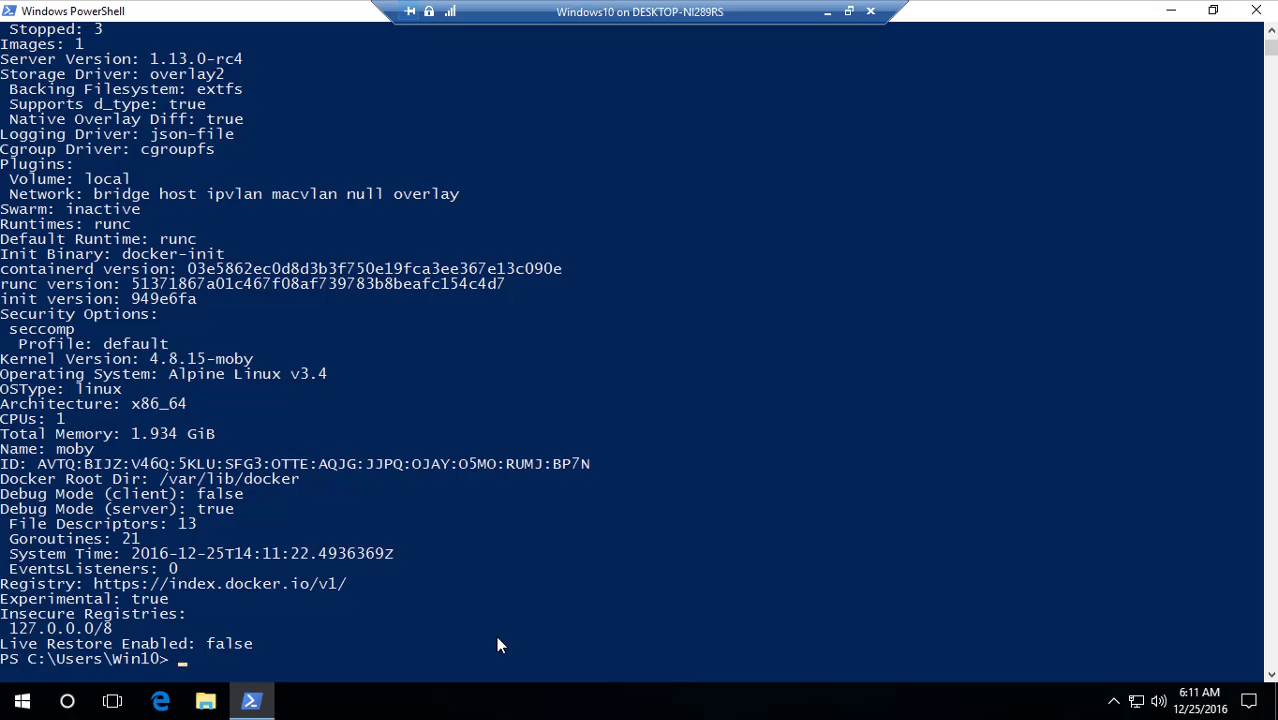 Windows PowerShell
Windows10 on DESKTOP-NI289RS
Stopped: 3
Images: 1
Server Version: 1.13.0-rc4
Storage Driver: overlay2
Backing Filesystem: extfs
Supports d_type: true
Native Overlay Diff: true
Logging Driver: json-file
Cgroup Driver: cgroupfs
Plugins:
Volume: local
Network: bridge host ipvlan macvlan null overlay
Swarm: inactive
Runtimes: runc
Default Runtime: runc
Init Binary: docker-init
containerd version: 03e5862ec0d8d3b3f750e19fca3ee367e13c090e
runc version: 51371867a01c467f08af739783b8beafc154c4d7
init version: 949e6fa
Security Options:
seccomp
Profile: default
Kernel Version: 4.8.15-moby
Operating System: Alpine Linux v3.4
OSType: linux
Architecture: x86_64
CPUs: 1
Total Memory: 1.934 GiB
Name: moby
ID: AVTQ:BIJZ:V46Q:5KLU:SFG3:OTTE:AQJG:JJPQ:OJAY:O5MO:RUMJ:BP7N
Docker Root Dir: /var/lib/docker
Debug Mode (client): false
Debug Mode (server): true
File Descriptors: 13
Goroutines: 21
System Time: 2016-12-25T14:11:22.4936369Z
EventsListeners: 0
Registry: https://index.docker.io/v1/
Experimental: true
Insecure Registries:
127.0.0.0/8
Live Restore Enabled: false
PS C:\Users\Win10> _
6:11 AM
12/25/2016